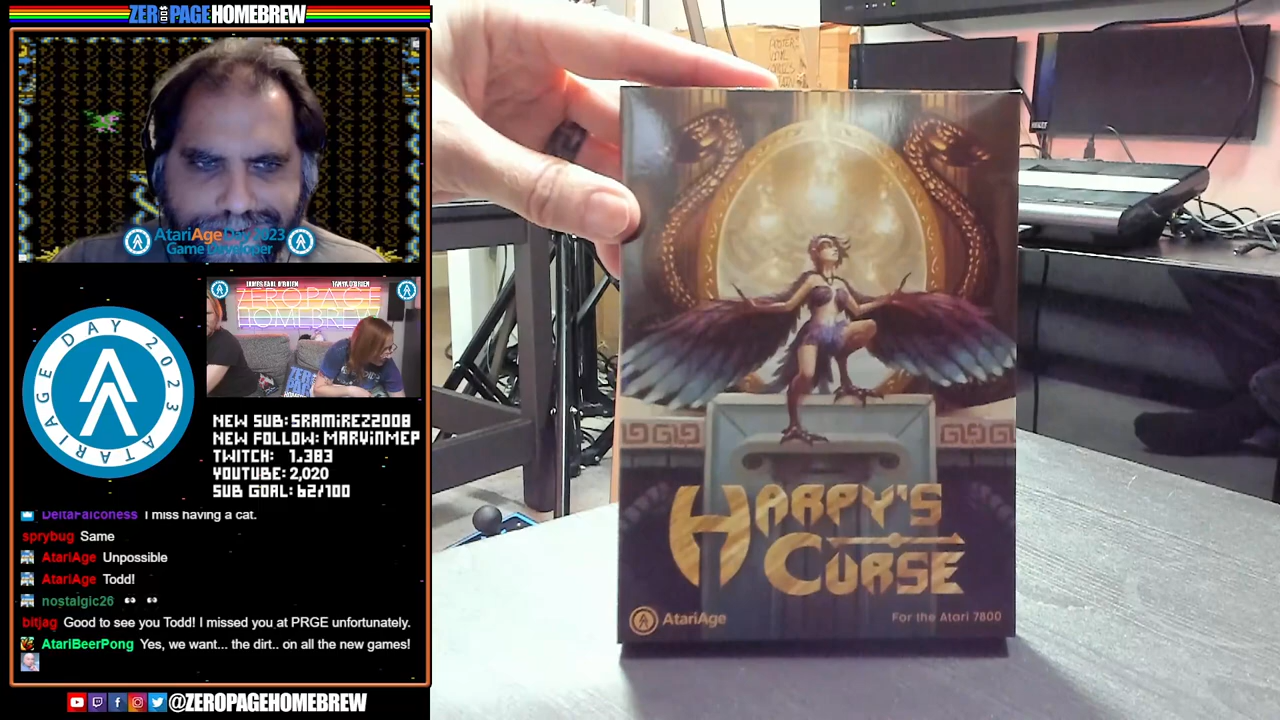 ZEROPAGEHOMEBREW
AtariAge Day 2023
Game Developer
TANYA O'BRIEN
ZEROPAGE
HOMEBREW
ATARIAGE DAY 2023
NEW SUB: SRAMIREZ2008
NEW FOLLOW: MARVINMEP
TWITCH: 1,383
YOUTUBE: 2,020
SUB GOAL: 62/100
DeltaFalconess I miss having a cat.
sprybug Same
AtariAge Unpossible
AtariAge Todd!
nostalgic26
bitjag Good to see you Todd! I missed you at PRGE unfortunately.
AtariBeerPong Yes, we want... the dirt.. on all the new games!
@ZEROPAGEHOMEBREW
HARPY'S
CURSE
AtariAge
For the Atari 7800